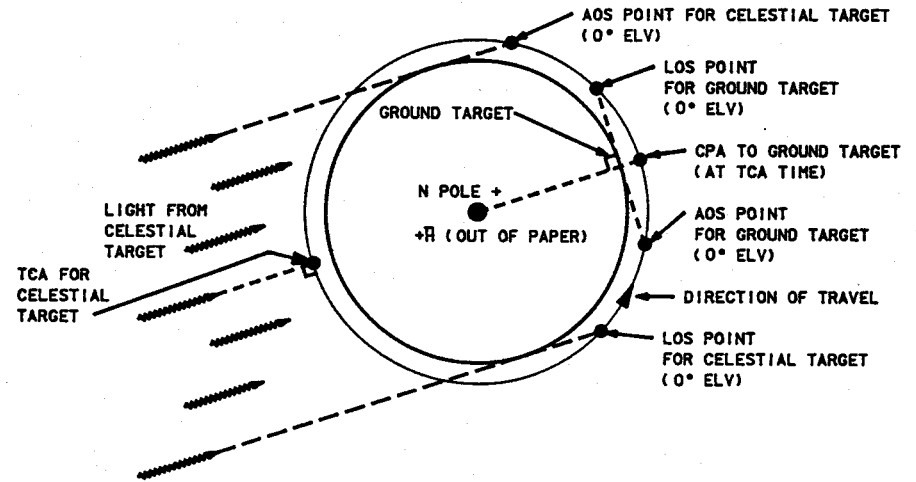 AOS POINT FOR CELESTIAL TARGET
(0° ELV)
LOS POINT
FOR GROUND TARGET
(0° ELV)
GROUND TARGET
CPA TO GROUND TARGET
(AT TCA TIME)
N POLE +
+H̅ (OUT OF PAPER)
LIGHT FROM
CELESTIAL
TARGET
AOS POINT
FOR GROUND TARGET
(0° ELV)
TCA FOR
CELESTIAL
TARGET
DIRECTION OF TRAVEL
LOS POINT
FOR CELESTIAL TARGET
(0° ELV)